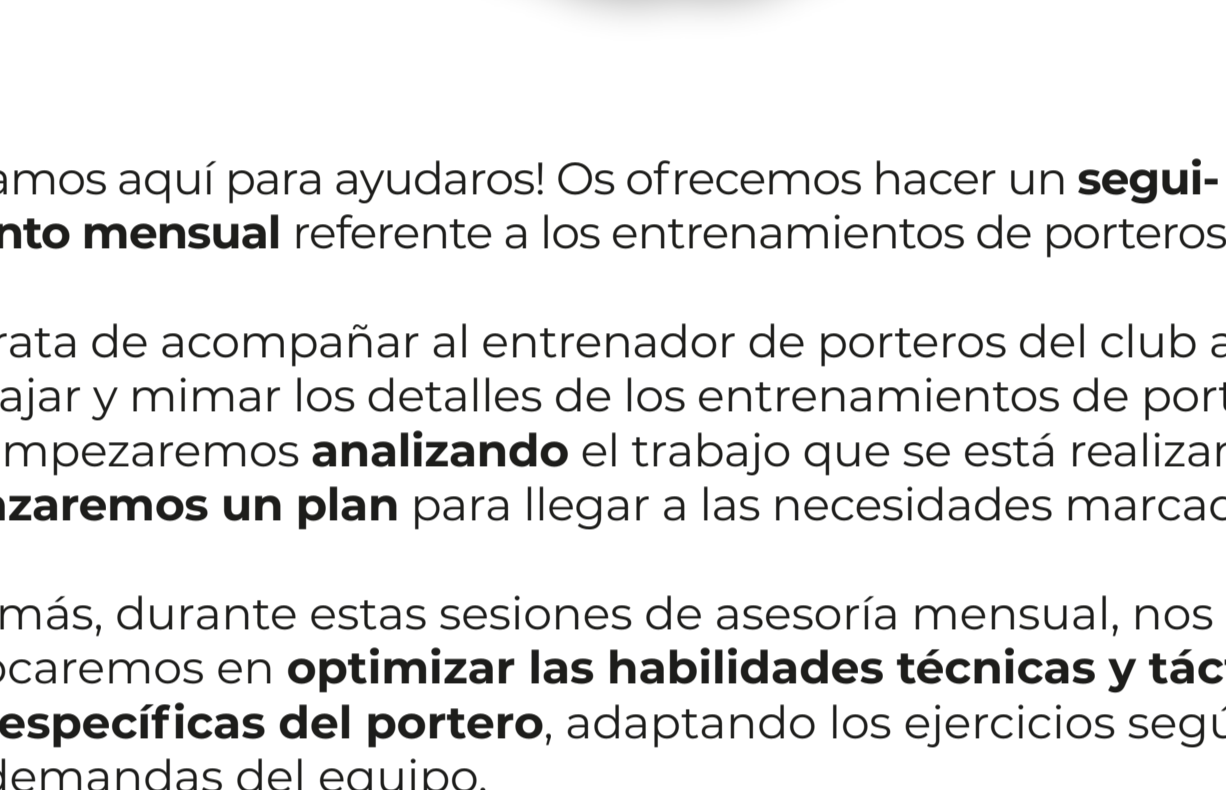 amos aquí para ayudaros! Os ofrecemos hacer un segui-
nto mensual referente a los entrenamientos de porteros
rata de acompañar al entrenador de porteros del club a
ajar y mimar los detalles de los entrenamientos de port
mpezaremos analizando el trabajo que se está realizan
azaremos un plan para llegar a las necesidades marcad
más, durante estas sesiones de asesoría mensual, nos
ocaremos en optimizar las habilidades técnicas y táct
específicas del portero, adaptando los ejercicios segú
demandas del equipo.